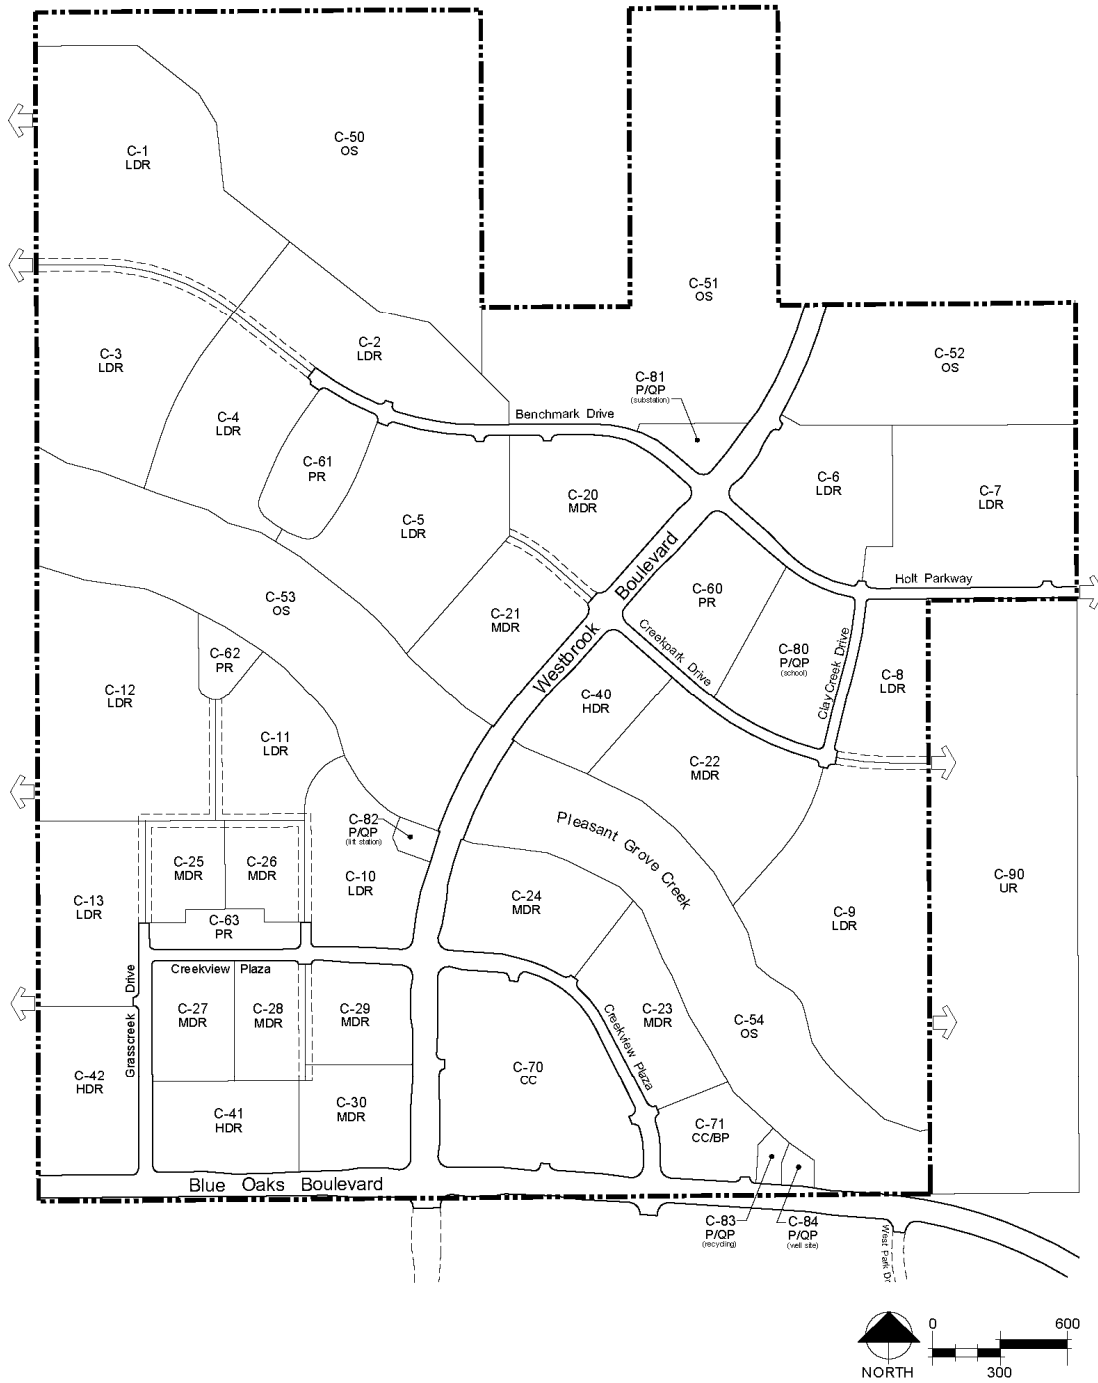 C-50
OS
C-1
LDR
C-51
OS
C-2
LDR
C-3
LDR
C-52
OS
C-81
P/QP
(substation)
Benchmark Drive
C-4
LDR
C-61
PR
C-6
LDR
C-7
LDR
C-20
MDR
C-5
LDR
Holt Parkway
Westbrook Boulevard
C-60
PR
C-53
OS
C-21
MDR
Creekpark Drive
C-80
P/QP
(school)
Clay Creek Drive
C-8
LDR
C-62
PR
C-12
LDR
C-40
HDR
C-11
LDR
C-22
MDR
C-82
P/QP
(lift station)
Pleasant Grove Creek
C-25
MDR
C-26
MDR
C-10
LDR
C-90
UR
C-13
LDR
C-24
MDR
C-63
PR
C-9
LDR
Creekview Plaza
Grasscreek Drive
C-27
MDR
C-28
MDR
C-29
MDR
C-23
MDR
Creekview Plaza
C-54
OS
C-42
HDR
C-70
CC
C-41
HDR
C-30
MDR
C-71
CC/BP
Blue Oaks Boulevard
C-83
P/QP
(recycling)
C-84
P/QP
(well site)
West Park Dr
NORTH
0
600
300